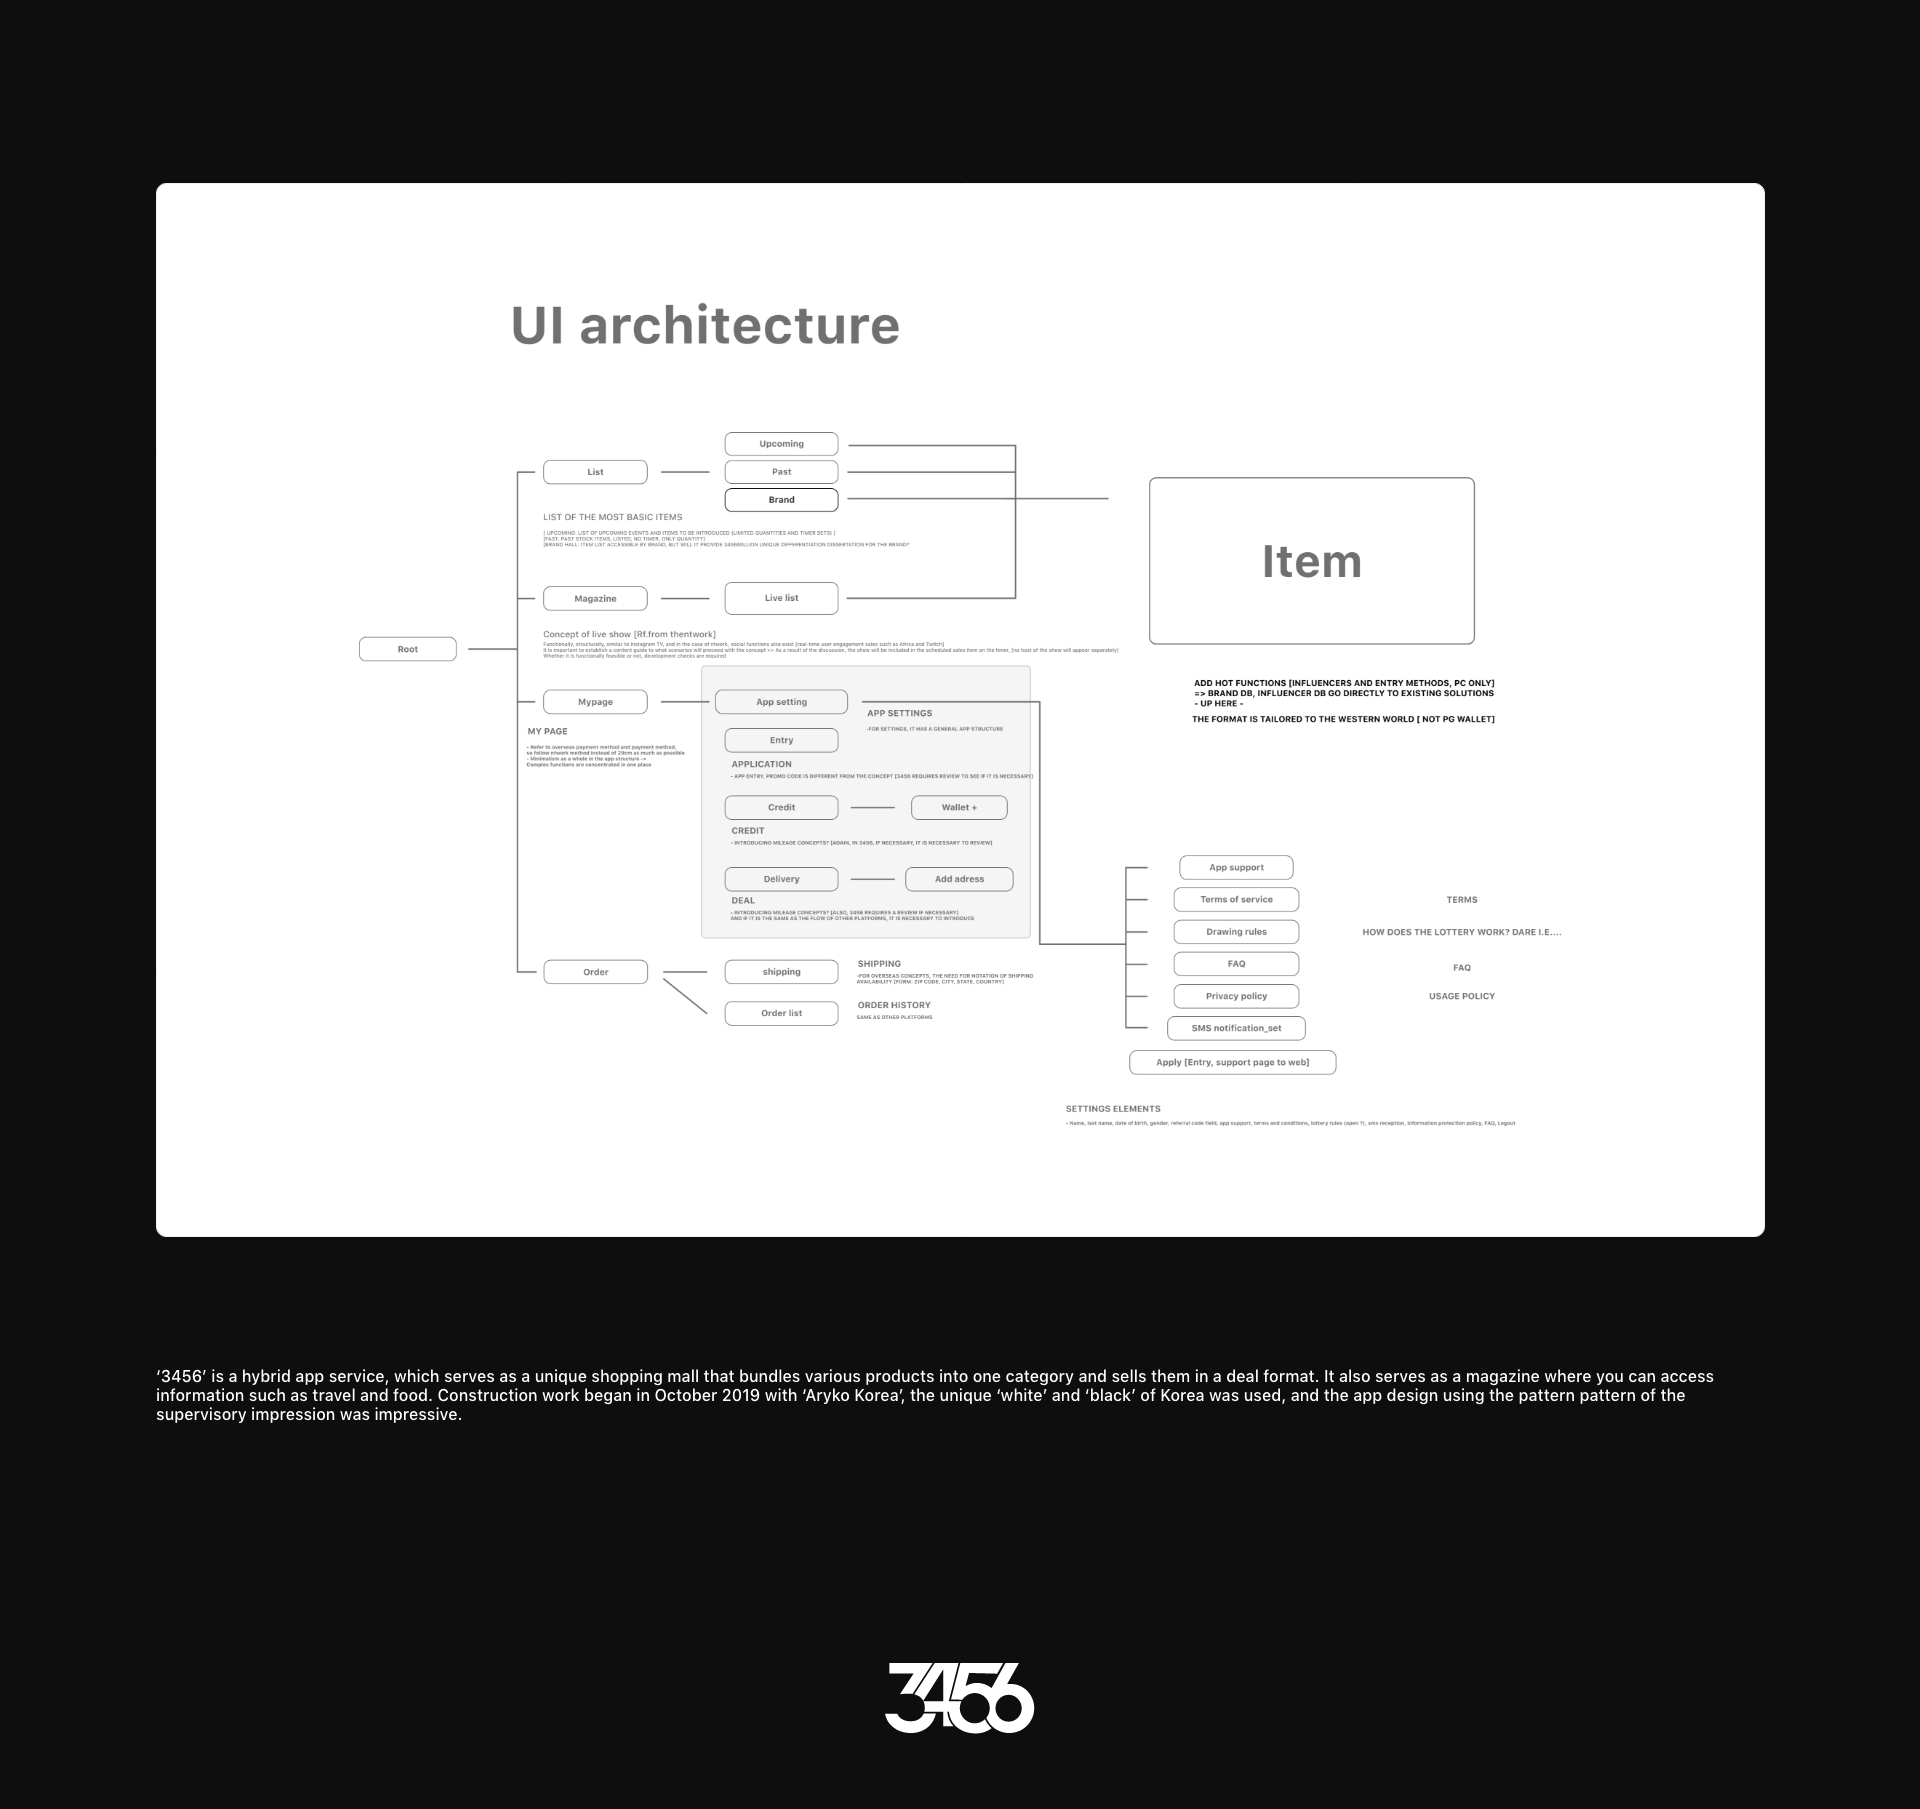 UI architecture
Upcoming
List
Past
Brand
LIST OF THE MOST BASIC ITEMS
[ UPCOMING: LIST OF UPCOMING EVENTS AND ITEMS TO BE INTRODUCED (LIMITED QUANTITIES AND TIMER SETS) ]
PAST STOCK ITEMS, LISTED, NO TIMER, ONLY QUANTITY]
[BRAND HALL: ITEM LIST ACCESSIBLE BY BRAND, BUT WILL IT PROVIDE 3456MILLION UNIQUE DIFFERENTIATION DISSERTATION FOR THE BRAND?
Item
Magazine
Live list
Concept of live show [Rf.from thentwork]
Functionally, structurally, similar to Instagram TV, and in the case of ntwork, social functions also exist [real-time user engagement sales such as Africa and Twitch]
It is important to establish a content guide to what scenarios will proceed with the concept => As a result of the discussion, the show will be included in the scheduled sales item on the timer, [no host of the show will appear separately]
Whether it is functionally feasible or not, development checks are required
Root
ADD HOT FUNCTIONS [INFLUENCERS AND ENTRY METHODS, PC ONLY]
=> BRAND DB, INFLUENCER DB GO DIRECTLY TO EXISTING SOLUTIONS
- UP HERE -
THE FORMAT IS TAILORED TO THE WESTERN WORLD [ NOT PG WALLET]
Mypage
App setting
APP SETTINGS
-FOR SETTINGS, IT HAS A GENERAL APP STRUCTURE
MY PAGE
- Refer to overseas payment method and payment method,
so follow ntwork method instead of 29cm as much as possible
- Minimalism as a whole in the app structure ->
Complex functions are concentrated in one place
Entry
APPLICATION
- APP ENTRY, PROMO CODE IS DIFFERENT FROM THE CONCEPT [3456 REQUIRES REVIEW TO SEE IF IT IS NECESSARY]
Credit
Wallet +
CREDIT
- INTRODUCING MILEAGE CONCEPTS? [AGAIN, IN 3456, IF NECESSARY, IT IS NECESSARY TO REVIEW]
Delivery
Add adress
DEAL
- INTRODUCING MILEAGE CONCEPTS? [ALSO, 3456 REQUIRES A REVIEW IF NECESSARY]
AND IF IT IS THE SAME AS THE FLOW OF OTHER PLATFORMS, IT IS NECESSARY TO INTRODUCE
Order
shipping
SHIPPING
-FOR OVERSEAS CONCEPTS, THE NEED FOR NOTATION OF SHIPPING
AVAILABILITY [FORM: ZIP CODE, CITY, STATE, COUNTRY]
Order list
ORDER HISTORY
SAME AS OTHER PLATFORMS
App support
Terms of service
TERMS
Drawing rules
HOW DOES THE LOTTERY WORK? DARE I.E....
FAQ
FAQ
Privacy policy
USAGE POLICY
SMS notification_set
Apply [Entry, support page to web]
SETTINGS ELEMENTS
- Name, last name, date of birth, gender, referral code field, app support, terms and conditions, lottery rules (open ?), sms reception, information protection policy, FAQ, Logout
‘3456’ is a hybrid app service, which serves as a unique shopping mall that bundles various products into one category and sells them in a deal format. It also serves as a magazine where you can access
information such as travel and food. Construction work began in October 2019 with ‘Aryko Korea’, the unique ‘white’ and ‘black’ of Korea was used, and the app design using the pattern pattern of the
supervisory impression was impressive.
3456